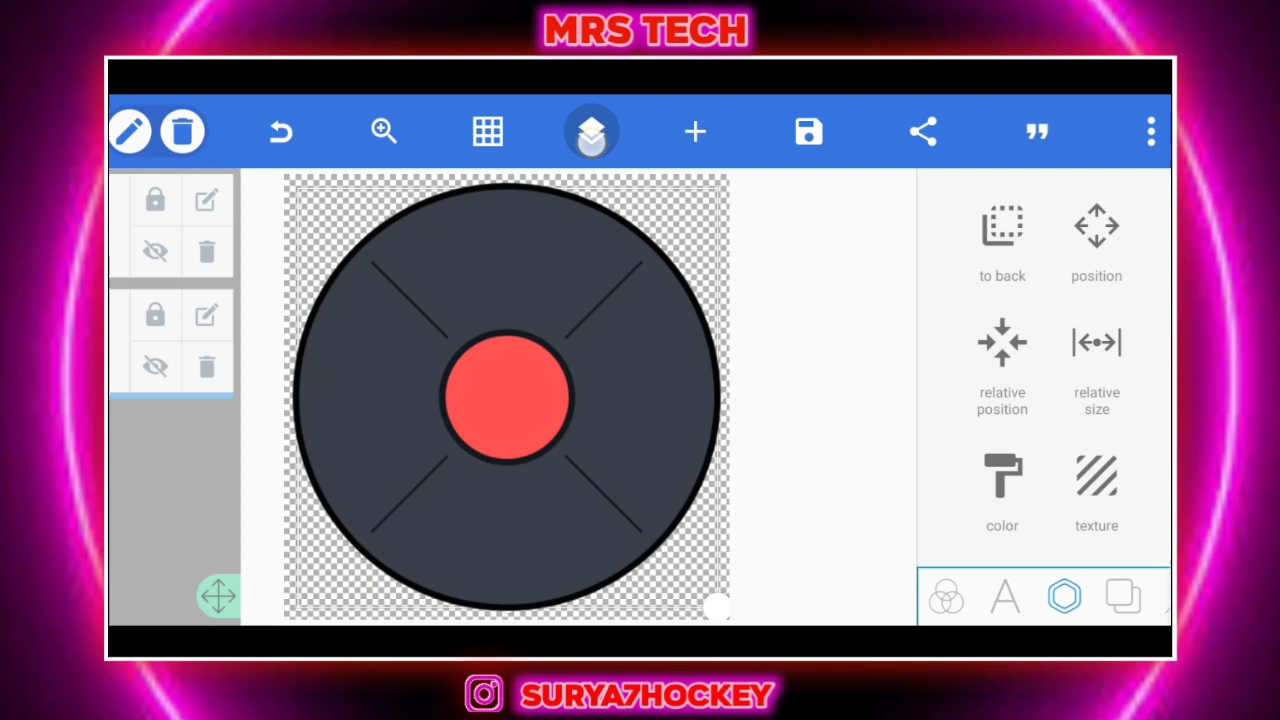 MRS TECH
to back
position
relative
position
relative
size
color
texture
SURYA7HOCKEY